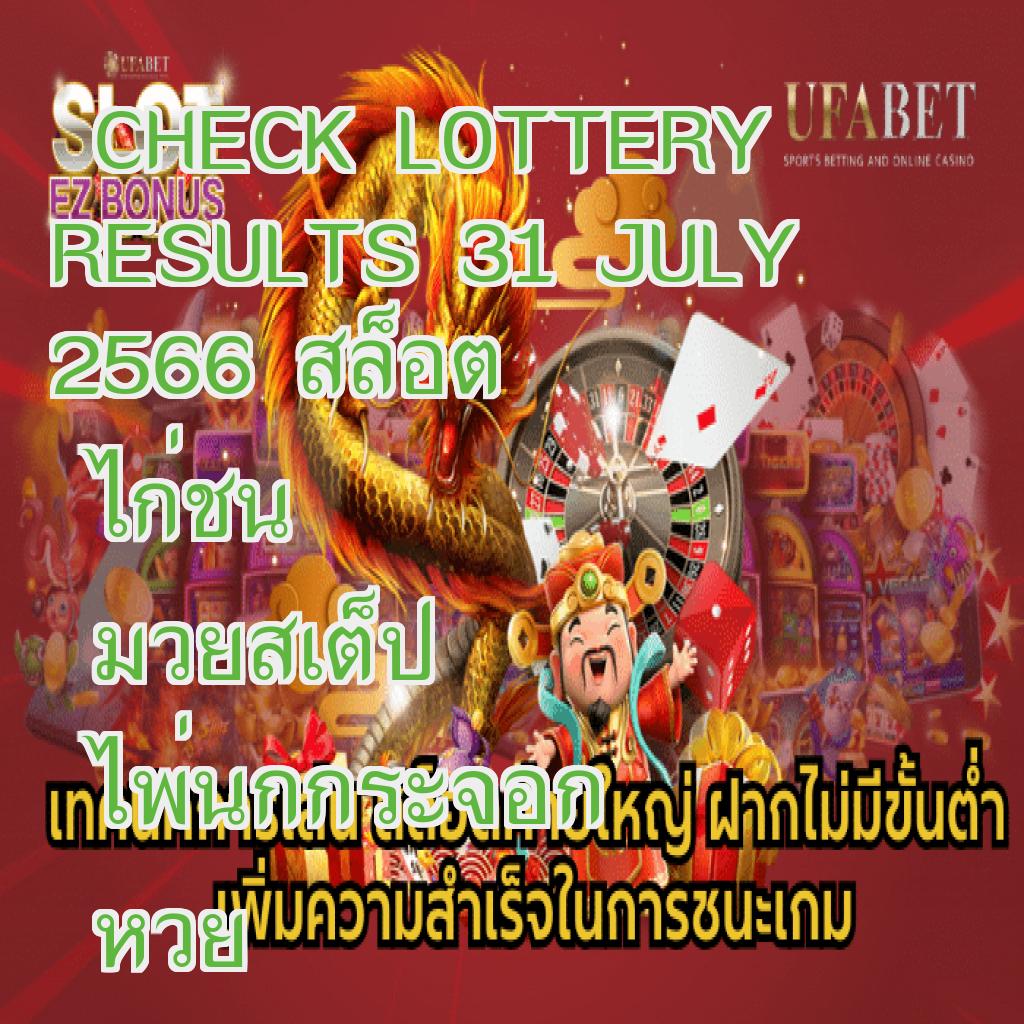 UFABET
SLOT
EZ BONUS
UFABET
SPORTS BETTING AND ONLINE CASINO
CHECK LOTTERY
RESULTS 31 JULY
2566 สล็อต
ไก่ชน
มวยสเต็ป
ไพ่นกกระจอก
หวย
ใหญ่ ฝากไม่มีขั้นต่ำ
เพิ่มความสำเร็จในการชนะเกม
VEGAS